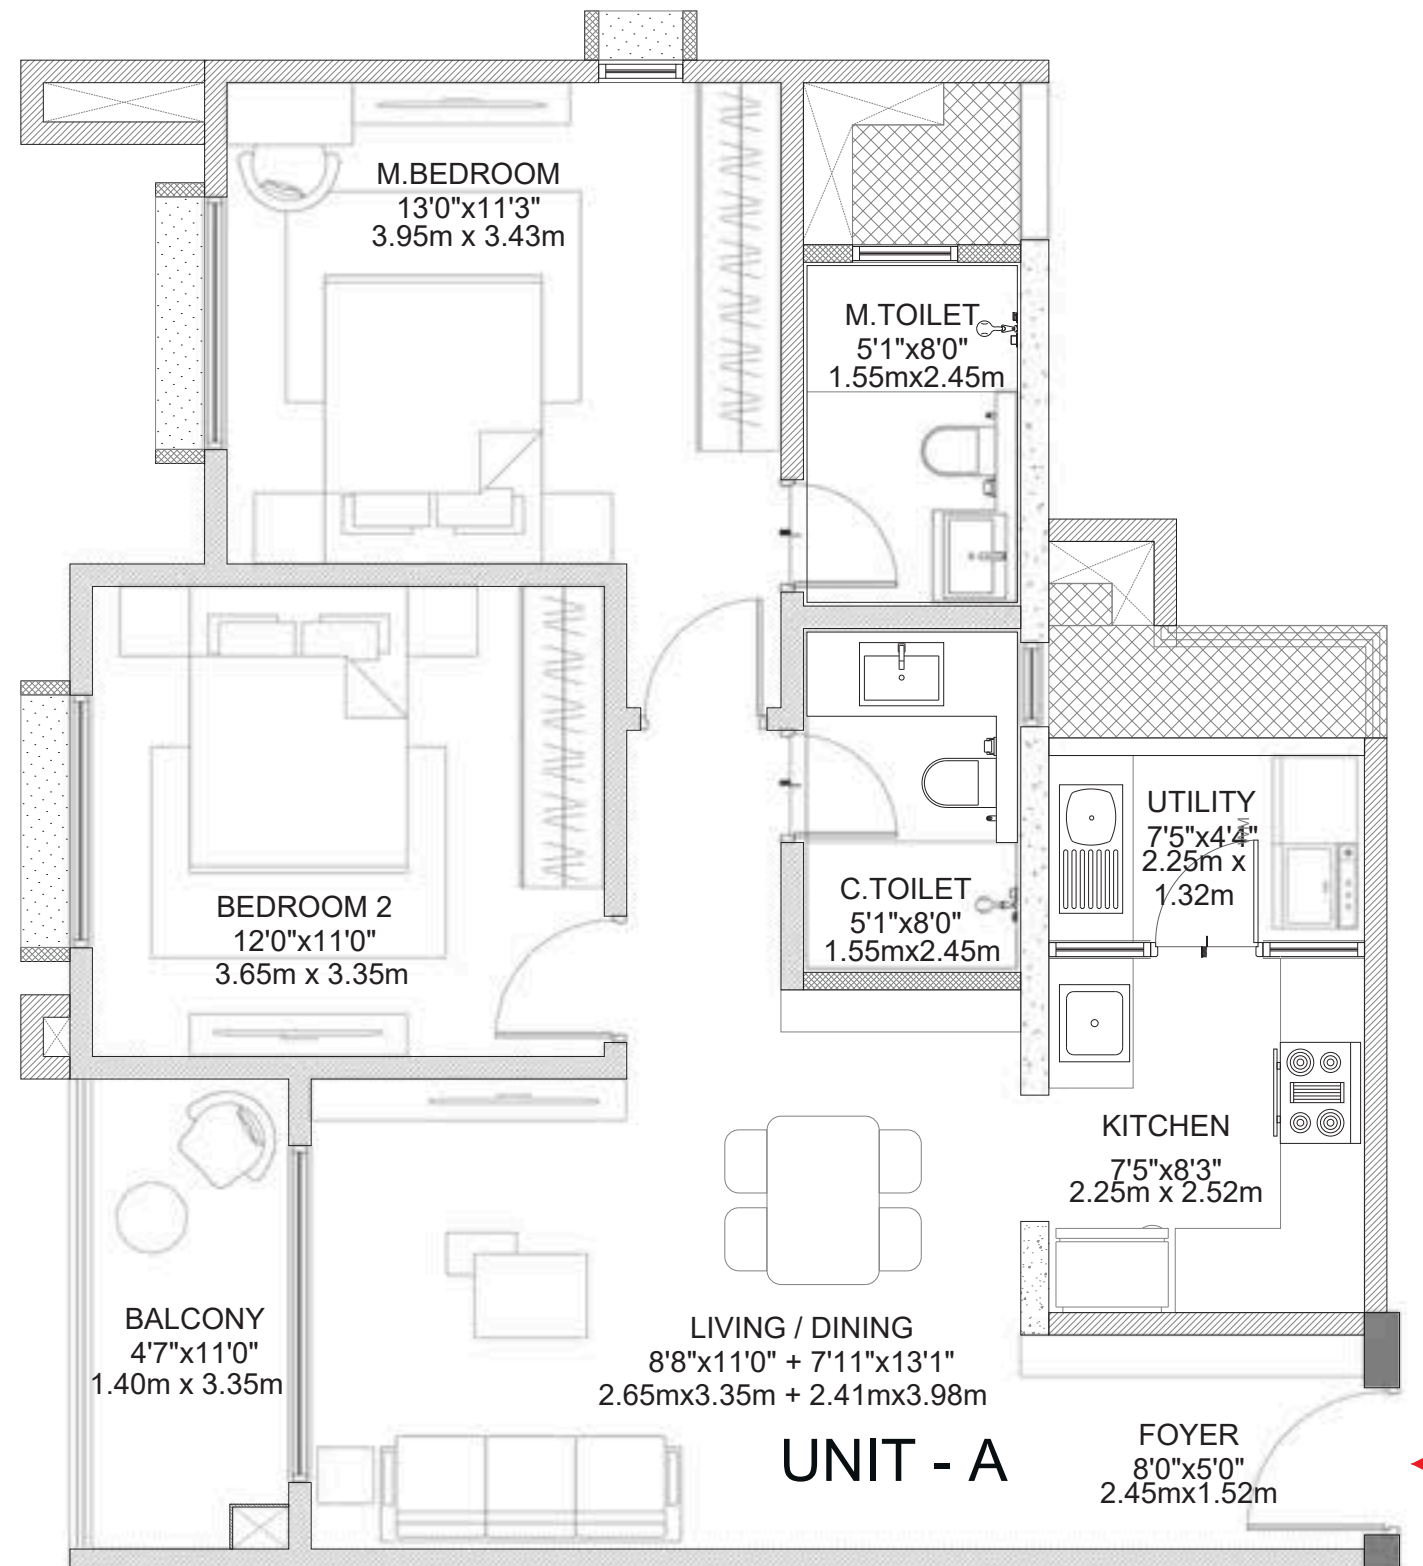 M.BEDROOM
13'0"x11'3"
3.95m x 3.43m
M.TOILET
5'1"x8'0"
1.55mx2.45m
UTILITY
7'5"x4'4"
2.25m x
1.32m
WM
C.TOILET
5'1"x8'0"
1.55mx2.45m
BEDROOM 2
12'0"x11'0"
3.65m x 3.35m
KITCHEN
7'5"x8'3"
2.25m x 2.52m
BALCONY
4'7"x11'0"
1.40m x 3.35m
LIVING / DINING
8'8"x11'0" + 7'11"x13'1"
2.65mx3.35m + 2.41mx3.98m
UNIT - A
FOYER
8'0"x5'0"
2.45mx1.52m